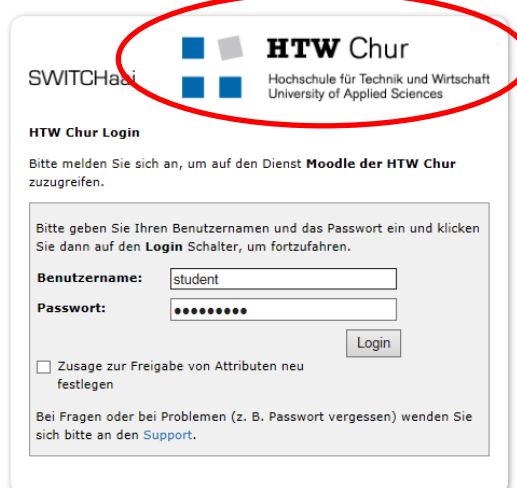 SWITCHaai
HTW Chur
Hochschule für Technik und Wirtschaft
University of Applied Sciences
HTW Chur Login
Bitte melden Sie sich an, um auf den Dienst Moodle der HTW Chur
zuzugreifen.
Bitte geben Sie Ihren Benutzernamen und das Passwort ein und klicken
Sie dann auf den Login Schalter, um fortzufahren.
Benutzername: student
Passwort: •••••••••
Login
Zusage zur Freigabe von Attributen neu
festlegen
Bei Fragen oder bei Problemen (z. B. Passwort vergessen) wenden Sie
sich bitte an den Support.